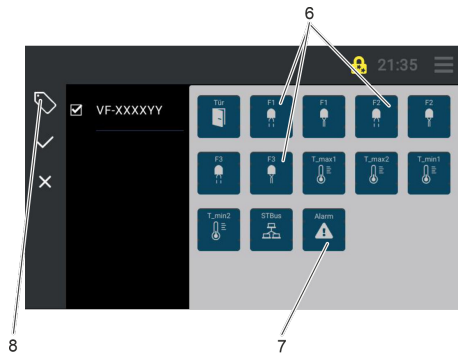 6
21:35
VF-XXXXYY
Tür F1 F1 F2 F2
F3 F3 T_max1 T_max2 T_min1
T_min2 STBus Alarm
8 7